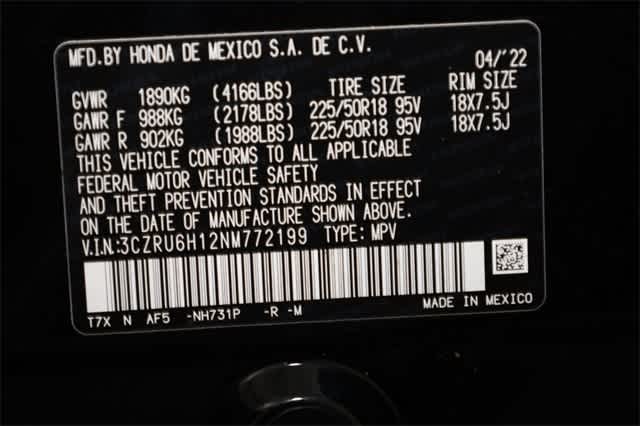 MFD.BY HONDA DE MEXICO S.A. DE C.V.
04/'22
GVWR 1890KG (4166LBS) TIRE SIZE RIM SIZE
GAWR F 988KG (2178LBS) 225/50R18 95V 18X7.5J
GAWR R 902KG (1988LBS) 225/50R18 95V 18X7.5J
THIS VEHICLE CONFORMS TO ALL APPLICABLE
FEDERAL MOTOR VEHICLE SAFETY
AND THEFT PREVENTION STANDARDS IN EFFECT
ON THE DATE OF MANUFACTURE SHOWN ABOVE.
V.I.N:3CZRU6H12NM772199 TYPE: MPV
T7X N AF5 -NH731P -R -M MADE IN MEXICO